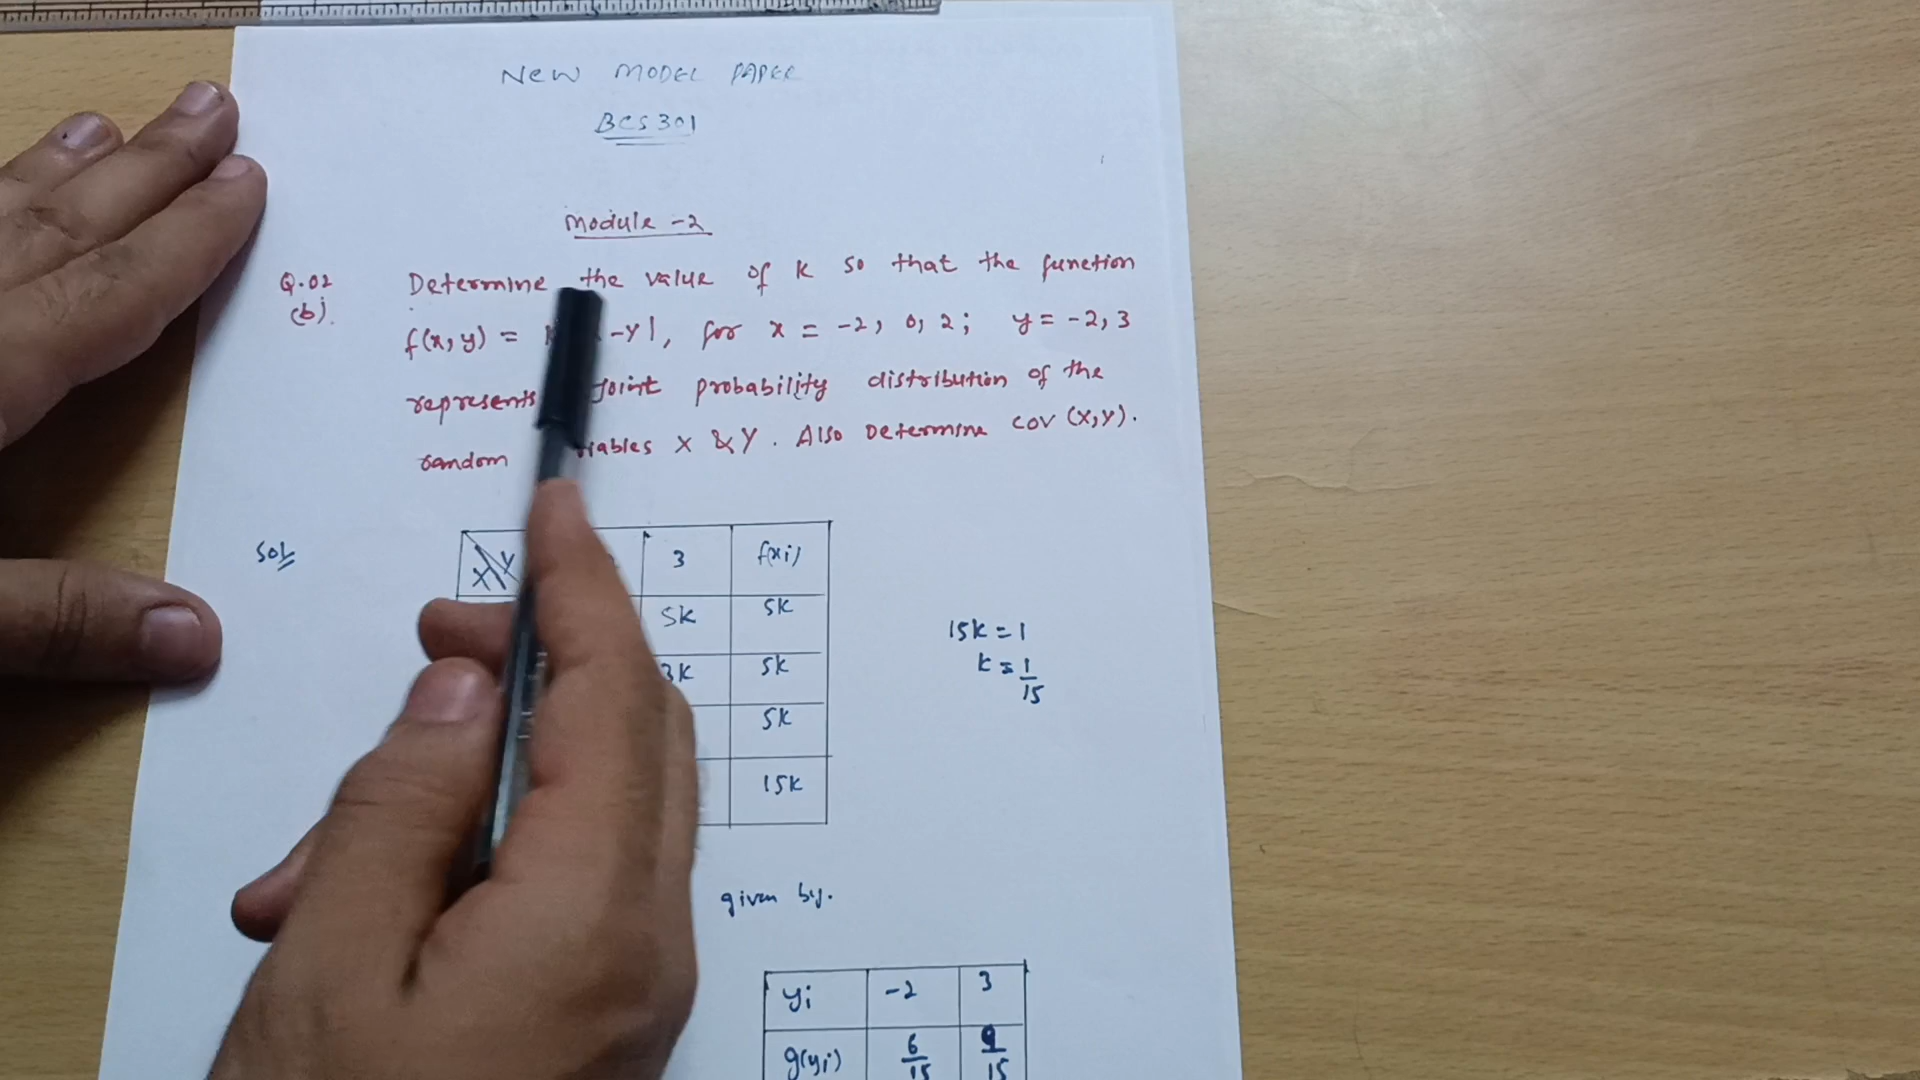 NEW MODEL PAPER
BCS301
Module -2
Q.02 Determine the value of k so that the function
(b). f(x, y) = -Y|, for x = -2, 0, 2; y = -2, 3
represents joint probability distribution of the
random X & Y. Also Determine cov (X,Y).
Sol
X Y 3 f(xi)
5k 5k
3k 5k
5k
15k
15k = 1
k = 1/15
given by.
yi -2 3
g(yi) 6/15 9/15